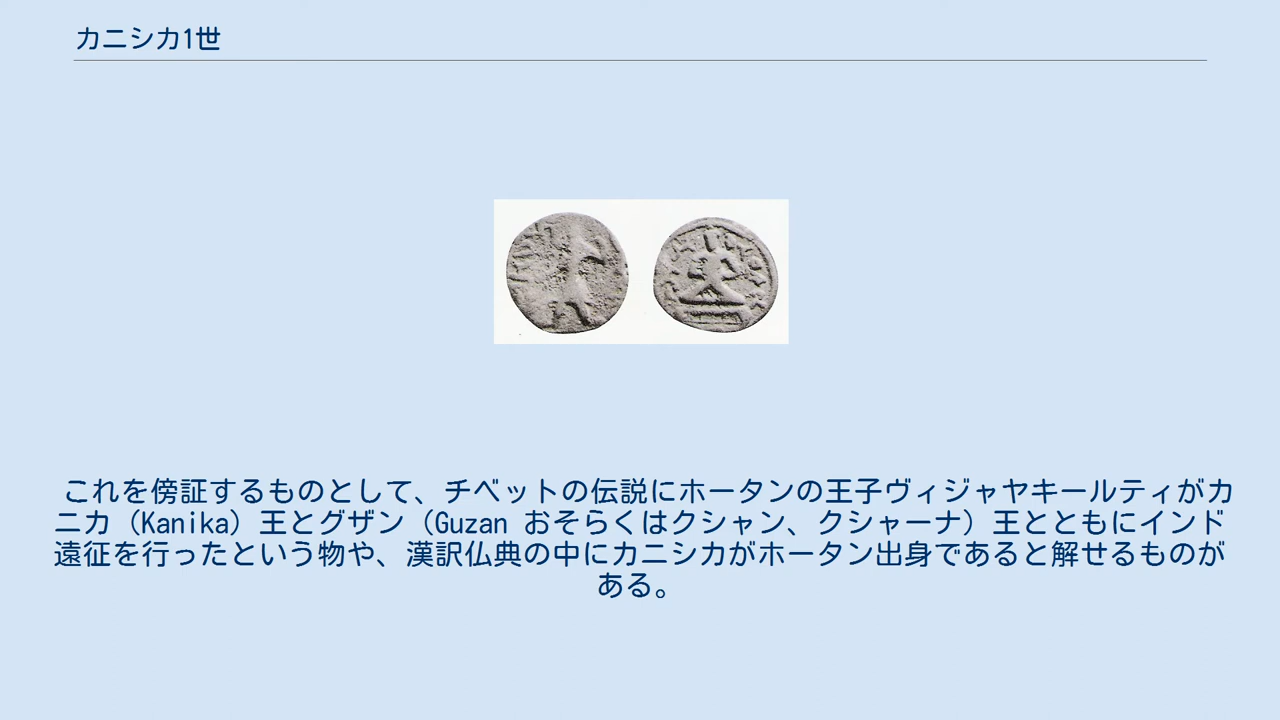 カニシカ1世
これを傍証するものとして、チベットの伝説にホータンの王子ヴィジャヤキールティがカ
ニカ（Kanika）王とグザン（Guzan おそらくはクシャン、クシャーナ）王とともにインド
遠征を行ったという物や、漢訳仏典の中にカニシカがホータン出身であると解せるものが
ある。